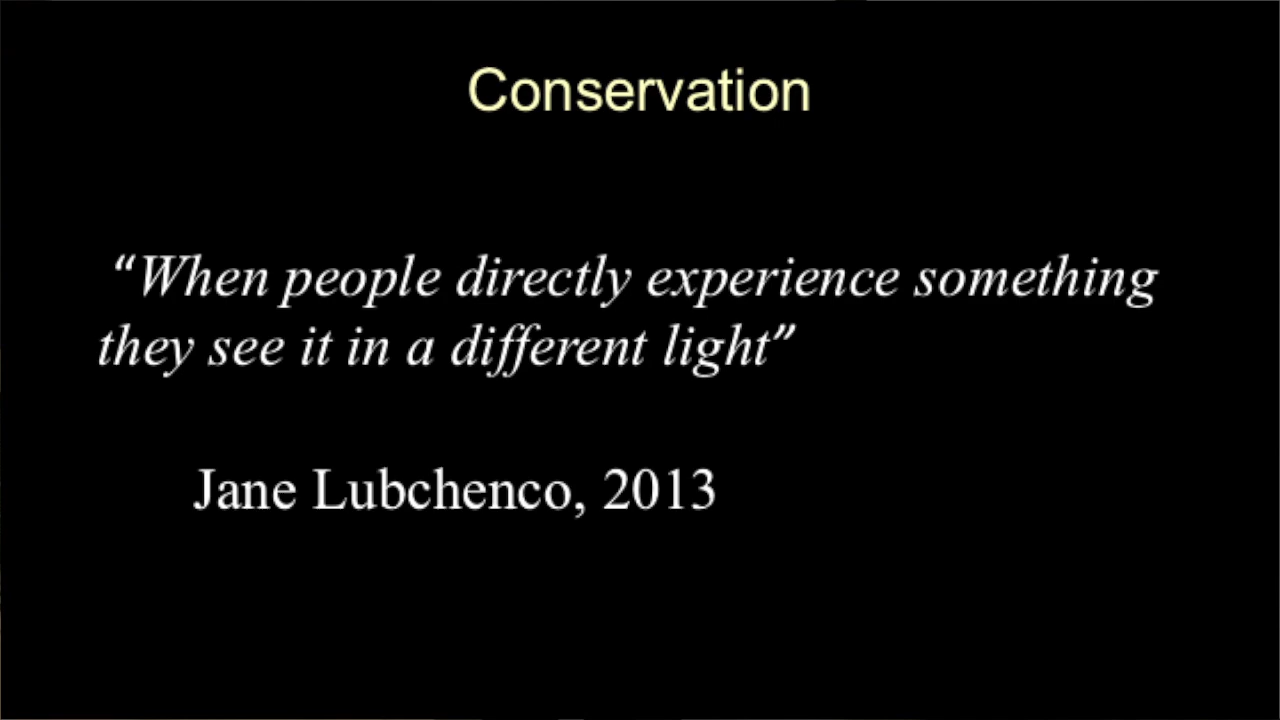 Conservation
“When people directly experience something
they see it in a different light”
Jane Lubchenco, 2013